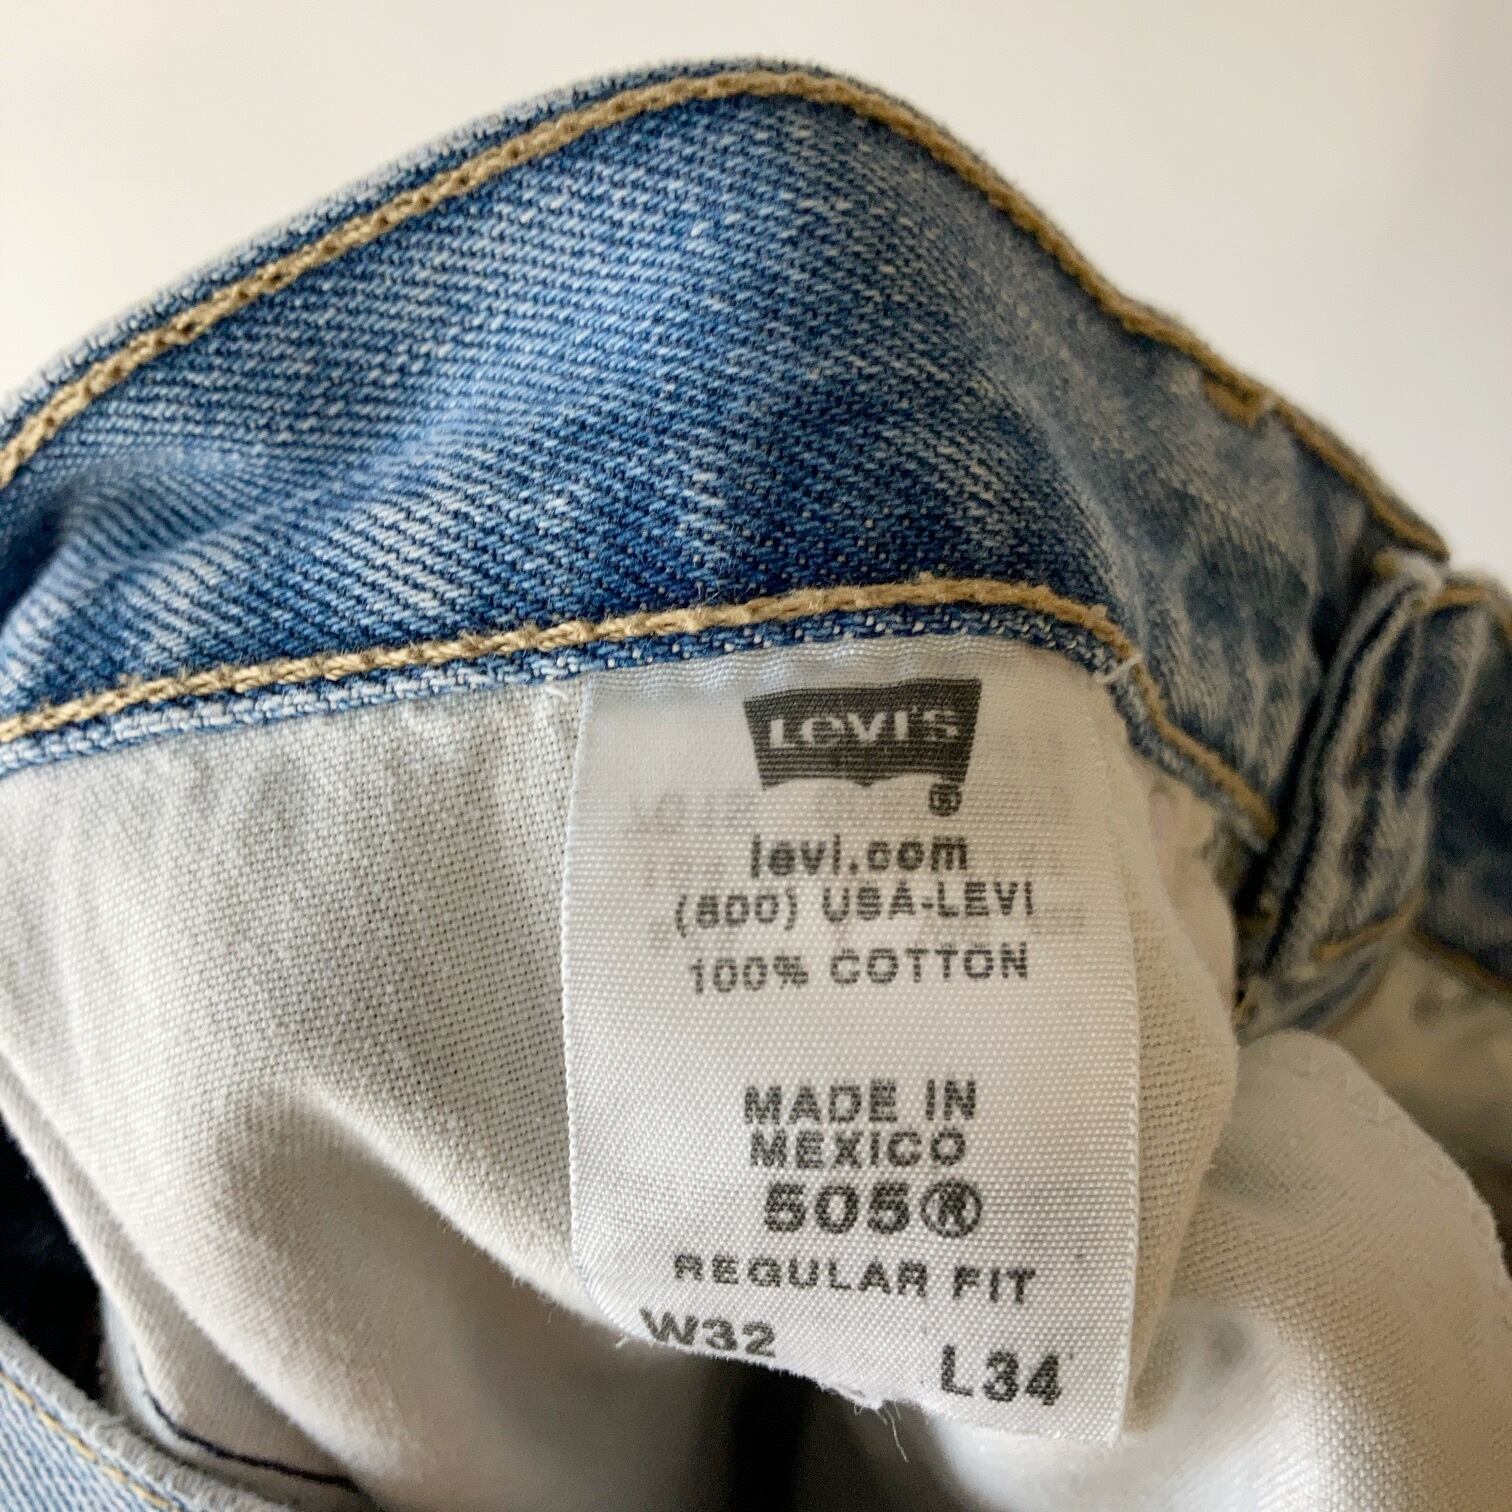 LEVI'S
®
levi.com
(800) USA-LEVI
100% COTTON
MADE IN
MEXICO
505®
REGULAR FIT
W32 L34